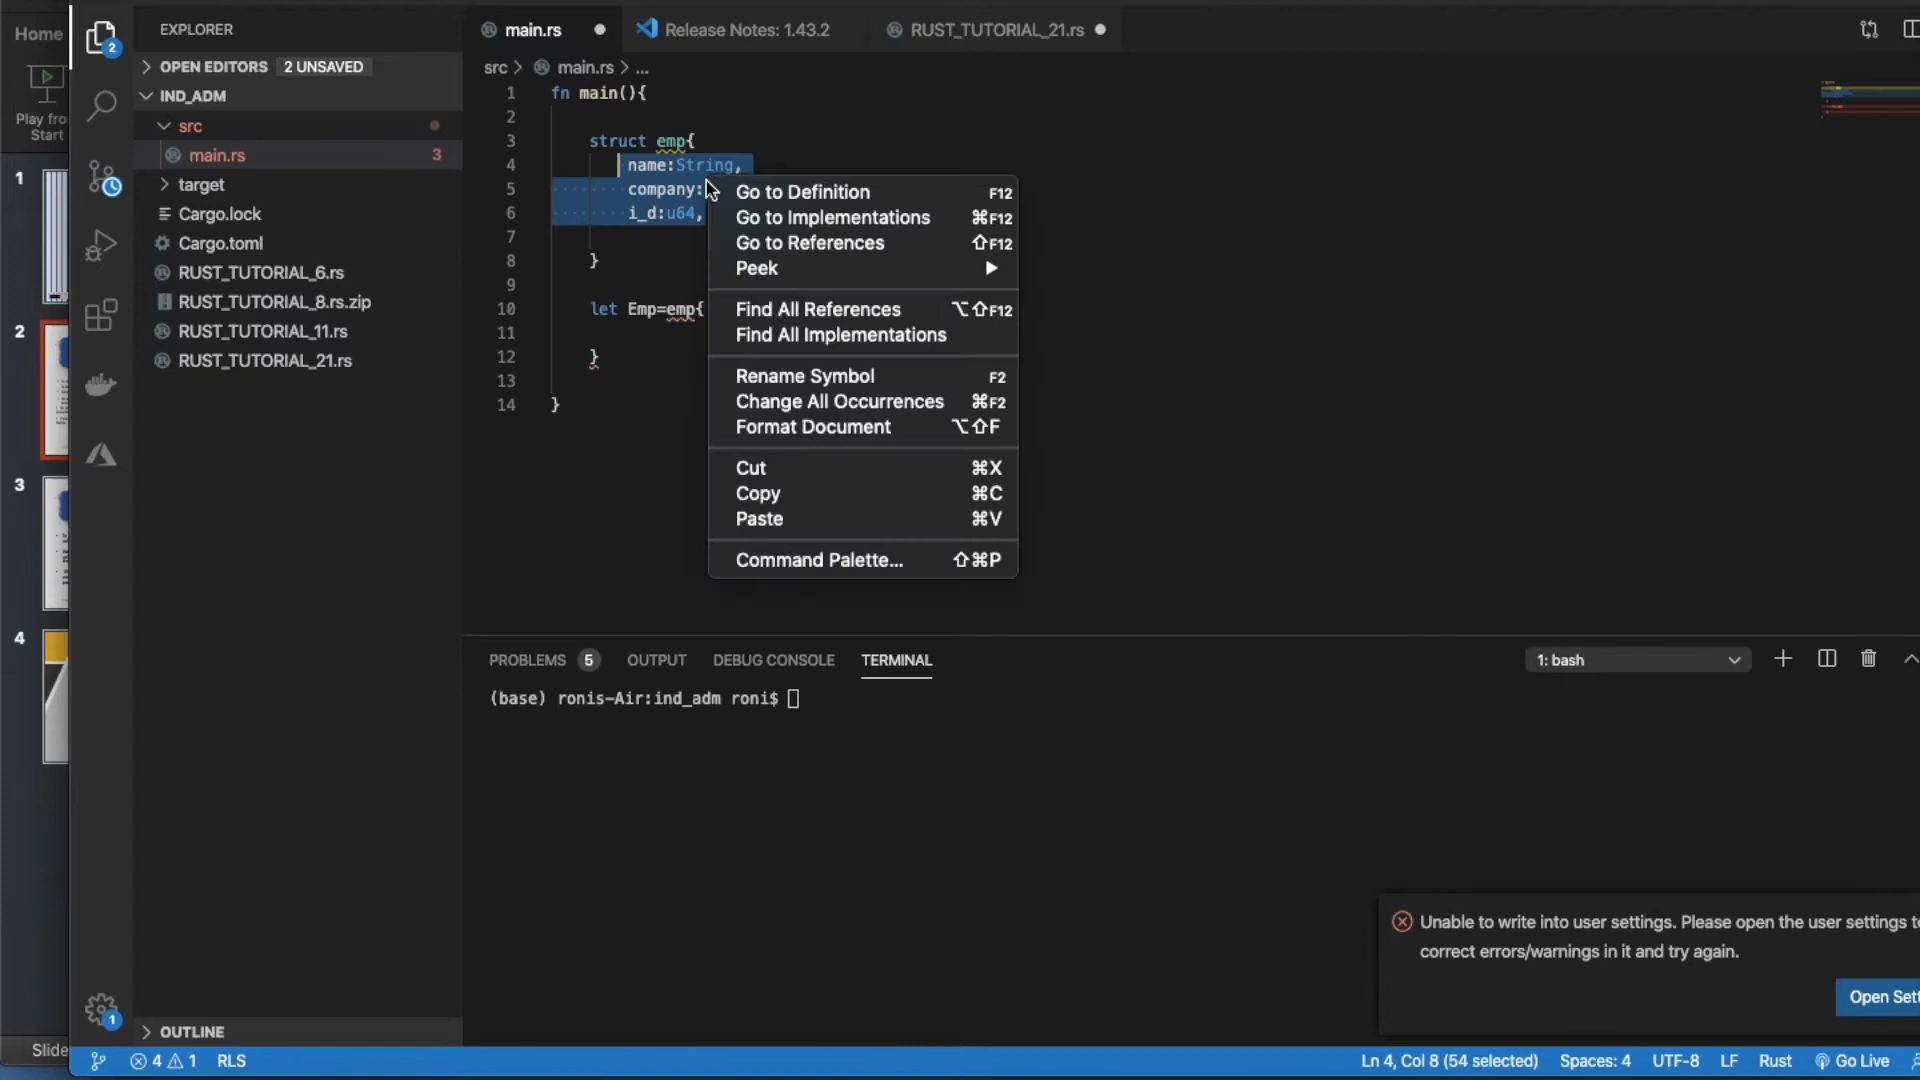 Home
Play fro
Start
1
2
3
4
Slide
2
1
EXPLORER
OPEN EDITORS 2 UNSAVED
IND_ADM
src
main.rs 3
target
Cargo.lock
Cargo.toml
RUST_TUTORIAL_6.rs
RUST_TUTORIAL_8.rs.zip
RUST_TUTORIAL_11.rs
RUST_TUTORIAL_21.rs
OUTLINE
main.rs
Release Notes: 1.43.2
RUST_TUTORIAL_21.rs
src > main.rs > ...
1 fn main(){
2
3 struct emp{
4 name:String,
5 company:
6 i_d:u64,
7
8 }
9
10 let Emp=emp{
11
12 }
13
14 }
Go to Definition F12
Go to Implementations ⌘F12
Go to References ⇧F12
Peek
Find All References ⌥⇧F12
Find All Implementations
Rename Symbol F2
Change All Occurrences ⌘F2
Format Document ⌥⇧F
Cut ⌘X
Copy ⌘C
Paste ⌘V
Command Palette... ⇧⌘P
PROBLEMS 5 OUTPUT DEBUG CONSOLE TERMINAL
1: bash
(base) ronis-Air:ind_adm roni$
Unable to write into user settings. Please open the user settings t
correct errors/warnings in it and try again.
Open Sett
4 1 RLS
Ln 4, Col 8 (54 selected) Spaces: 4 UTF-8 LF Rust Go Live